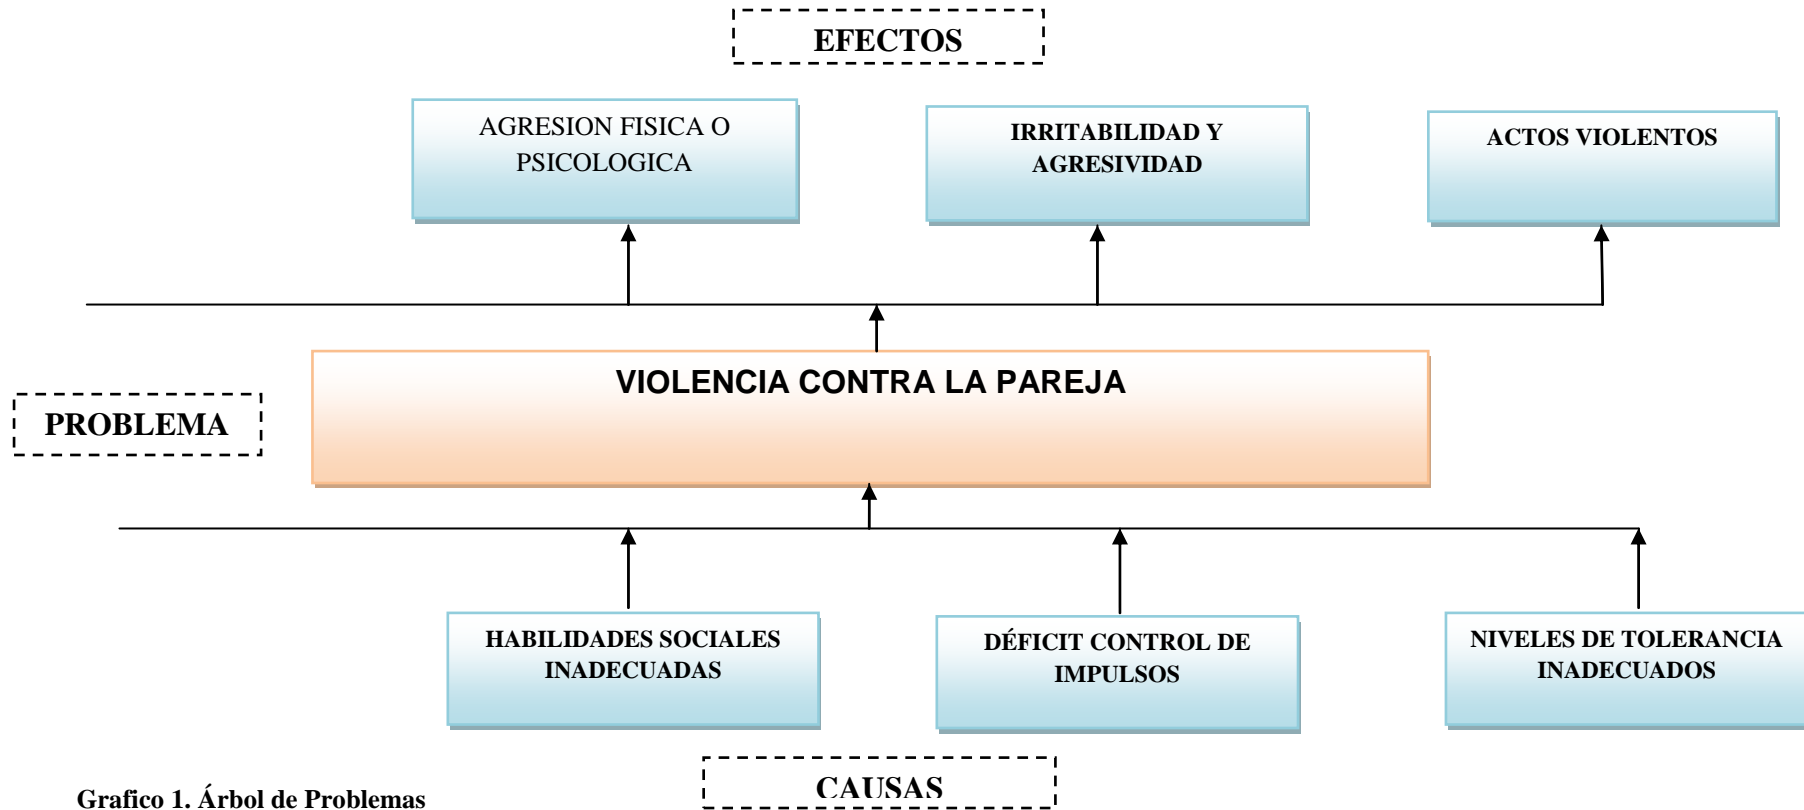 EFECTOS
AGRESION FISICA O
PSICOLOGICA
IRRITABILIDAD Y
AGRESIVIDAD
ACTOS VIOLENTOS
VIOLENCIA CONTRA LA PAREJA
PROBLEMA
HABILIDADES SOCIALES
INADECUADAS
DÉFICIT CONTROL DE
IMPULSOS
NIVELES DE TOLERANCIA
INADECUADOS
CAUSAS
Grafico 1. Árbol de Problemas